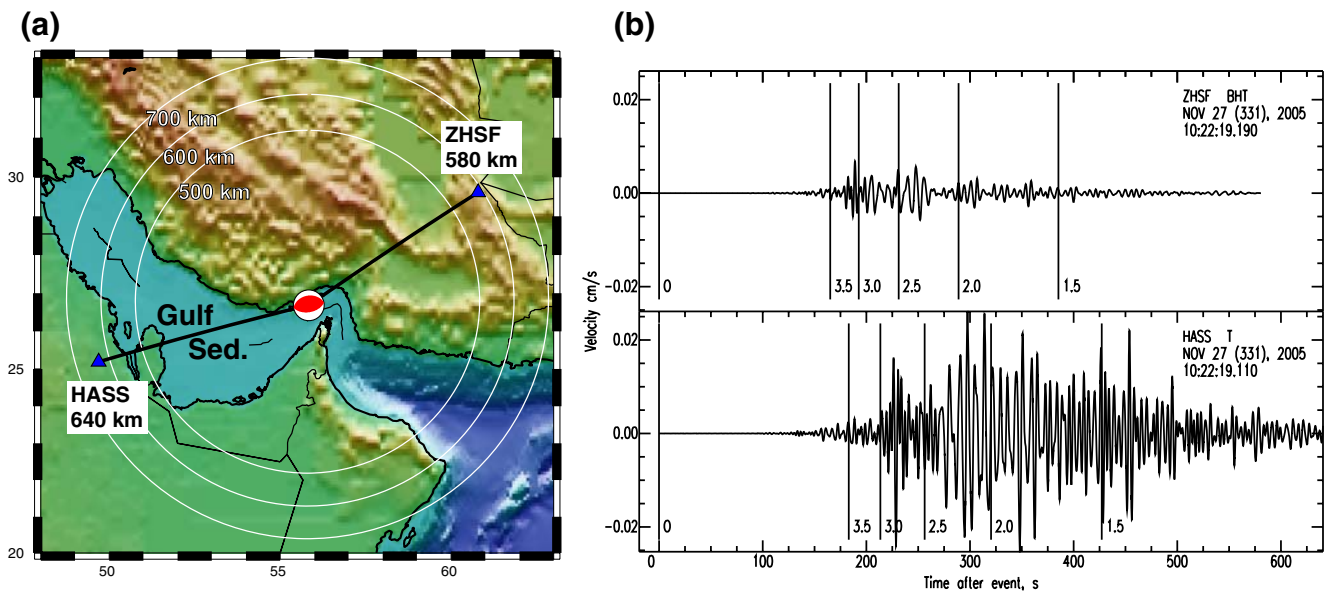 (a)
700 km
600 km
500 km
ZHSF
580 km
Gulf
Sed.
HASS
640 km
30
25
20
50
55
60
(b)
0.02
0.00
-0.02
ZHSF BHT
NOV 27 (331), 2005
10:22:19.190
0
3.5
3.0
2.5
2.0
1.5
Velocity cm/s
0.02
0.00
-0.02
HASS T
NOV 27 (331), 2005
10:22:19.110
0
3.5
3.0
2.5
2.0
1.5
0
100
200
300
400
500
600
Time after event, s